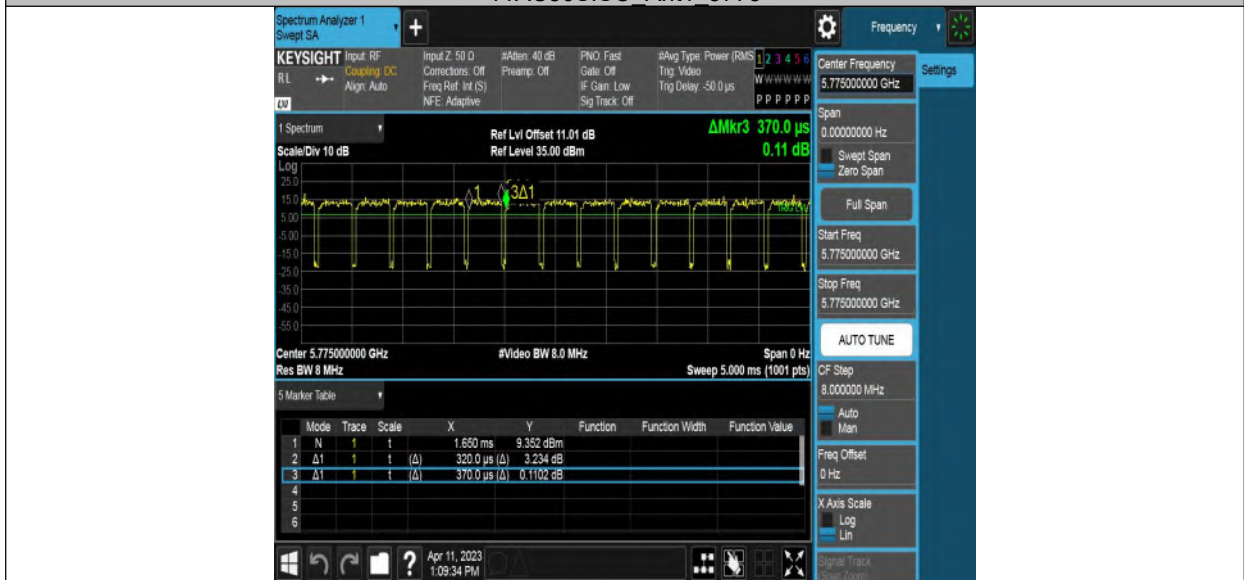 Spectrum Analyzer 1
Swept SA
+
Frequency
KEYSIGHT
RL
LXI
Input: RF
Coupling: DC
Align: Auto
Input Z: 50 Ω
Corrections: Off
Freq Ref: Int (S)
NFE: Adaptive
#Atten: 40 dB
Preamp: Off
PNO: Fast
Gate: Off
IF Gain: Low
Sig Track: Off
#Avg Type: Power (RMS
Trig: Video
Trig Delay: -50.0 µs
1 2 3 4 5 6
W W W W W W
P P P P P P
Center Frequency
5.775000000 GHz
Settings
Span
0.00000000 Hz
Swept Span
Zero Span
Full Span
Start Freq
5.775000000 GHz
Stop Freq
5.775000000 GHz
AUTO TUNE
CF Step
8.000000 MHz
Auto
Man
Freq Offset
0 Hz
X Axis Scale
Log
Lin
Signal Track
(Span Zoom)
1 Spectrum
Scale/Div 10 dB
Ref Lvl Offset 11.01 dB
Ref Level 35.00 dBm
ΔMkr3 370.0 µs
0.11 dB
Log
25.0
15.0
5.00
-5.00
-15.0
-25.0
-35.0
-45.0
-55.0
1
3Δ1
TRIG LVL
Center 5.775000000 GHz
#Video BW 8.0 MHz
Span 0 Hz
Res BW 8 MHz
Sweep 5.000 ms (1001 pts)
5 Marker Table
Mode Trace Scale X Y Function Function Width Function Value
1 N 1 t 1.650 ms 9.352 dBm
2 Δ1 1 t (Δ) 320.0 µs (Δ) 3.234 dB
3 Δ1 1 t (Δ) 370.0 µs (Δ) 0.1102 dB
4
5
6
?
Apr 11, 2023
1:09:34 PM